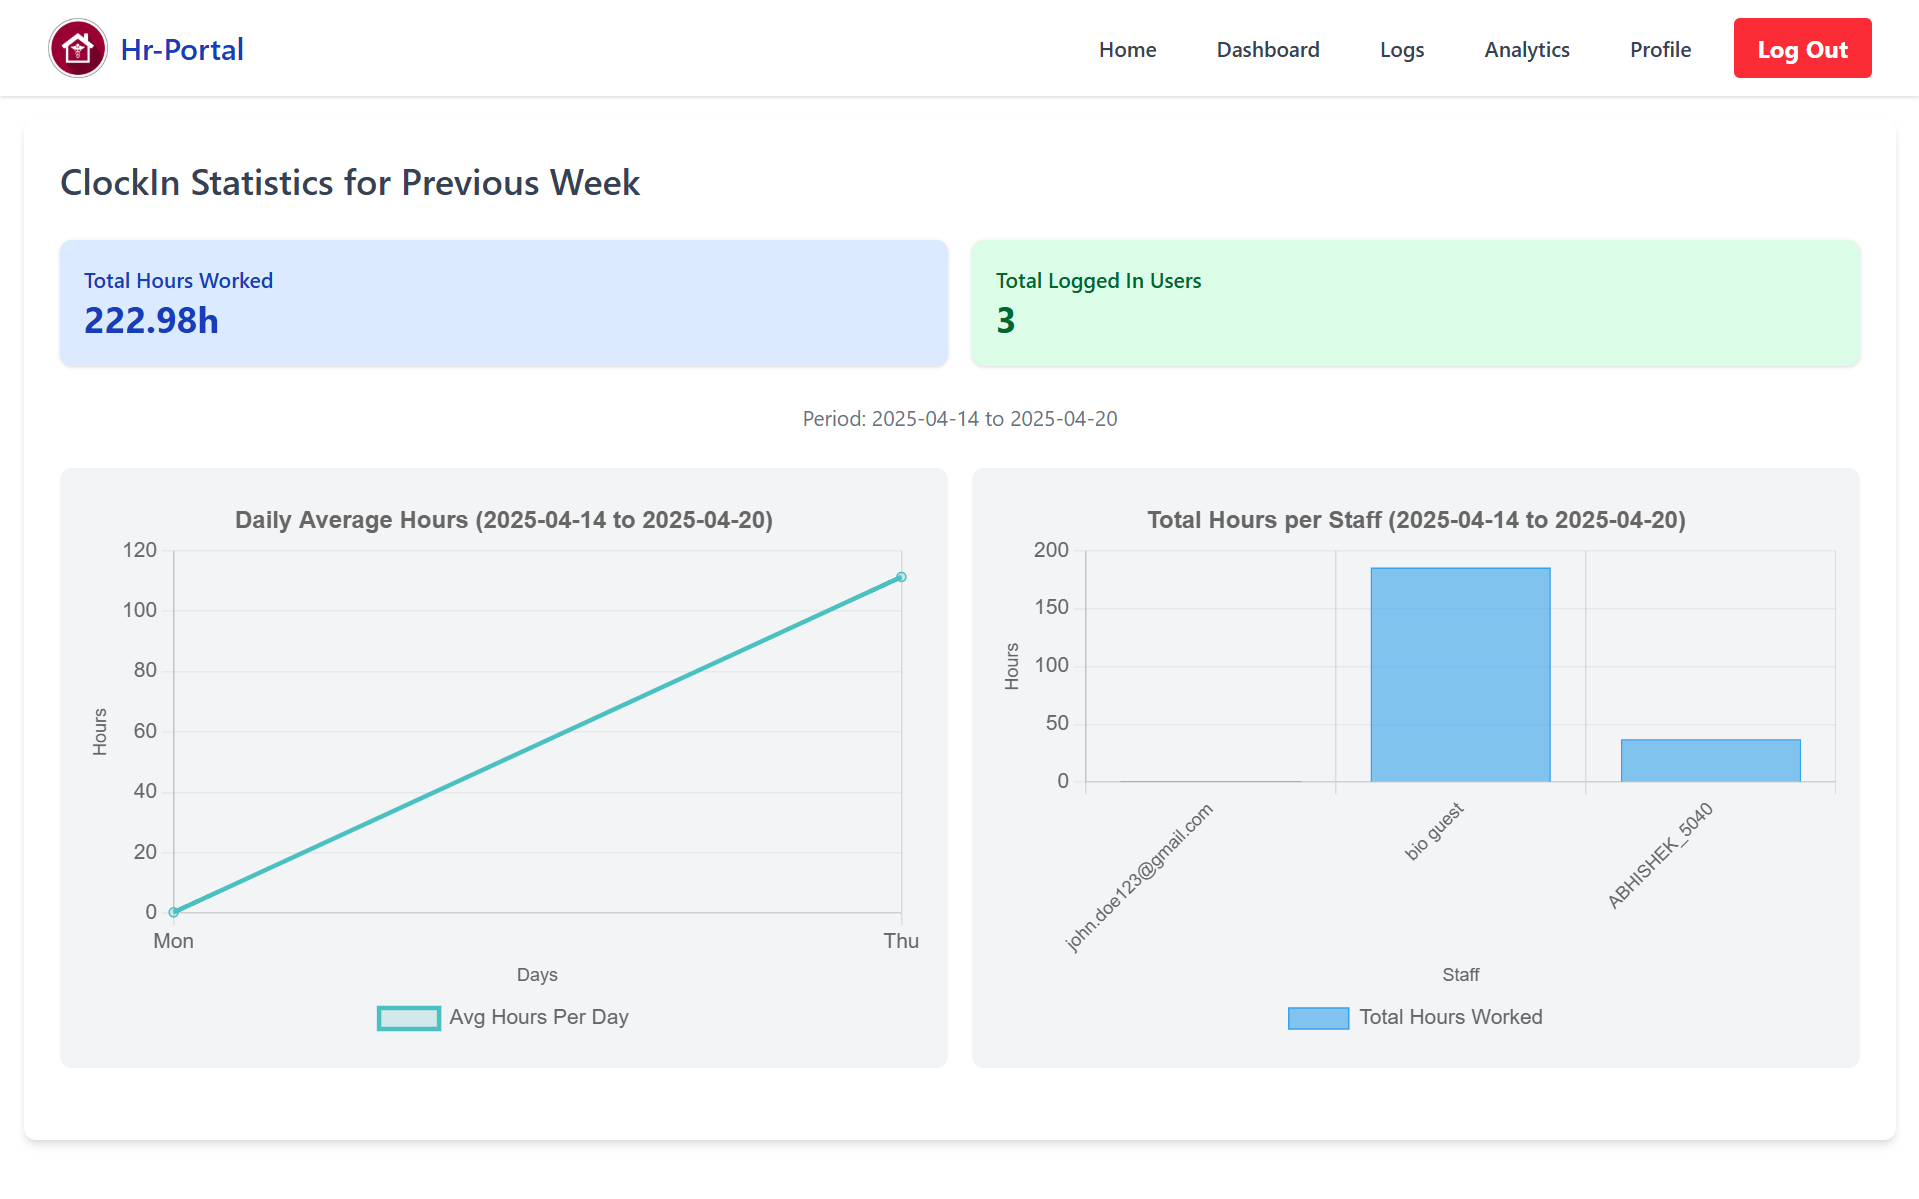 Hr-Portal
Home
Dashboard
Logs
Analytics
Profile
Log Out
ClockIn Statistics for Previous Week
Total Hours Worked
222.98h
Total Logged In Users
3
Period: 2025-04-14 to 2025-04-20
Daily Average Hours (2025-04-14 to 2025-04-20)
120
100
80
60
40
20
0
Hours
Mon
Thu
Days
Avg Hours Per Day
Total Hours per Staff (2025-04-14 to 2025-04-20)
200
150
100
50
0
Hours
john.doe123@gmail.com
bio guest
ABHISHEK_5040
Staff
Total Hours Worked